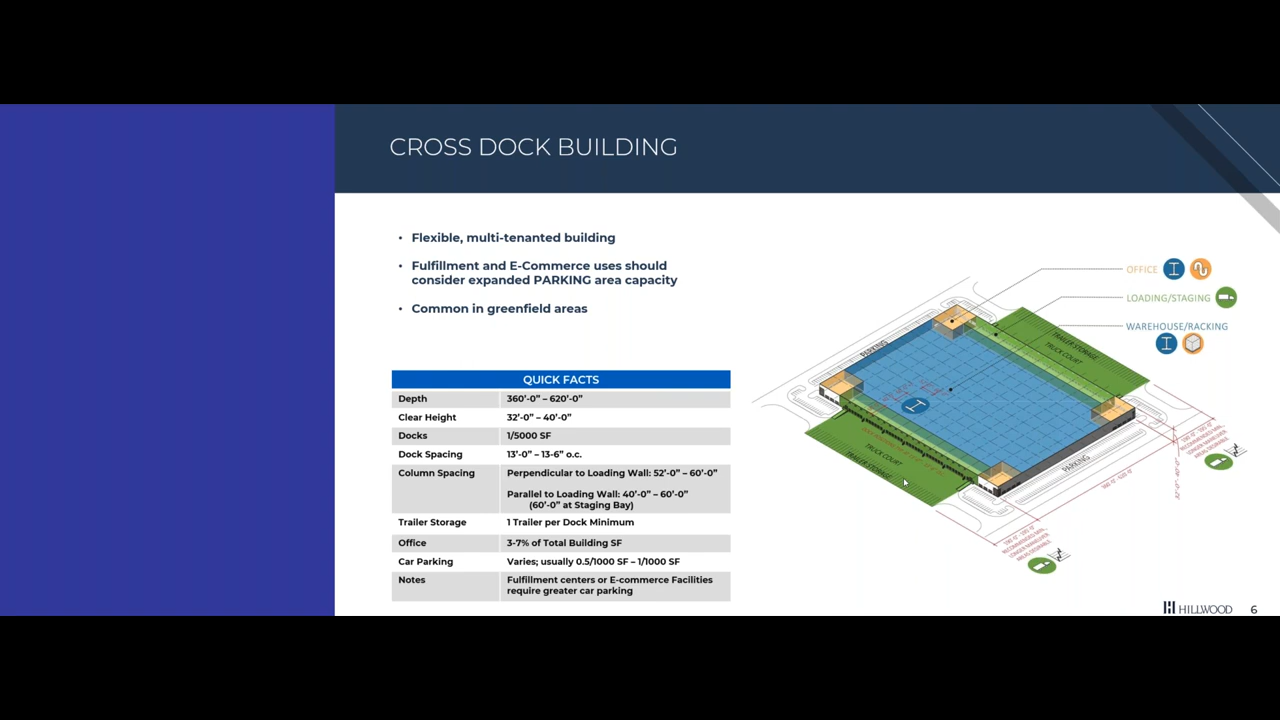 CROSS DOCK BUILDING
• Flexible, multi-tenanted building
• Fulfillment and E-Commerce uses should
consider expanded PARKING area capacity
• Common in greenfield areas
QUICK FACTS
Depth 360'-0" – 620'-0"
Clear Height 32'-0" – 40'-0"
Docks 1/5000 SF
Dock Spacing 13'-0" – 13'-6" o.c.
Column Spacing Perpendicular to Loading Wall: 52'-0" – 60'-0"
Parallel to Loading Wall: 40'-0" – 60'-0"
(60'-0" at Staging Bay)
Trailer Storage 1 Trailer per Dock Minimum
Office 3-7% of Total Building SF
Car Parking Varies; usually 0.5/1000 SF – 1/1000 SF
Notes Fulfillment centers or E-commerce Facilities
require greater car parking
OFFICE
LOADING/STAGING
WAREHOUSE/RACKING
PARKING
TRAILER STORAGE
TRUCK COURT
TRUCK COURT
TRAILER STORAGE
PARKING
HILLWOOD 6